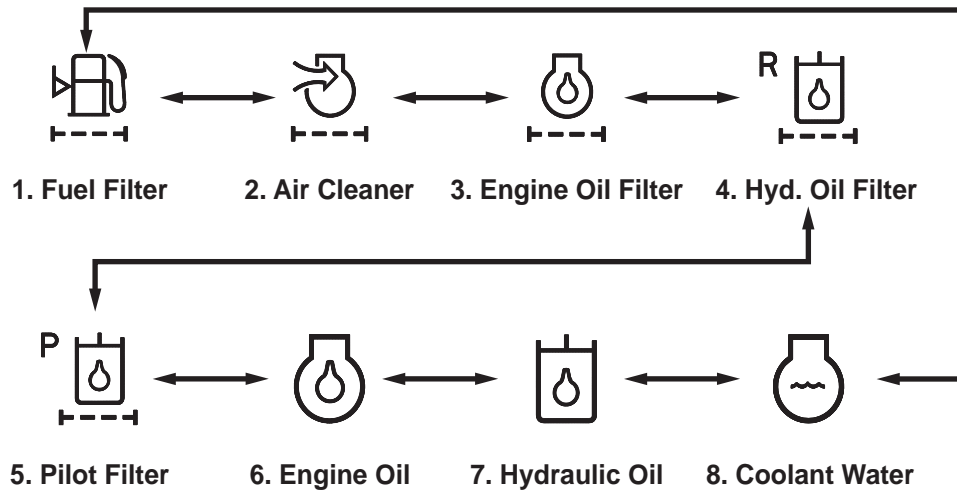 R
1. Fuel Filter 2. Air Cleaner 3. Engine Oil Filter 4. Hyd. Oil Filter
P
5. Pilot Filter 6. Engine Oil 7. Hydraulic Oil 8. Coolant Water